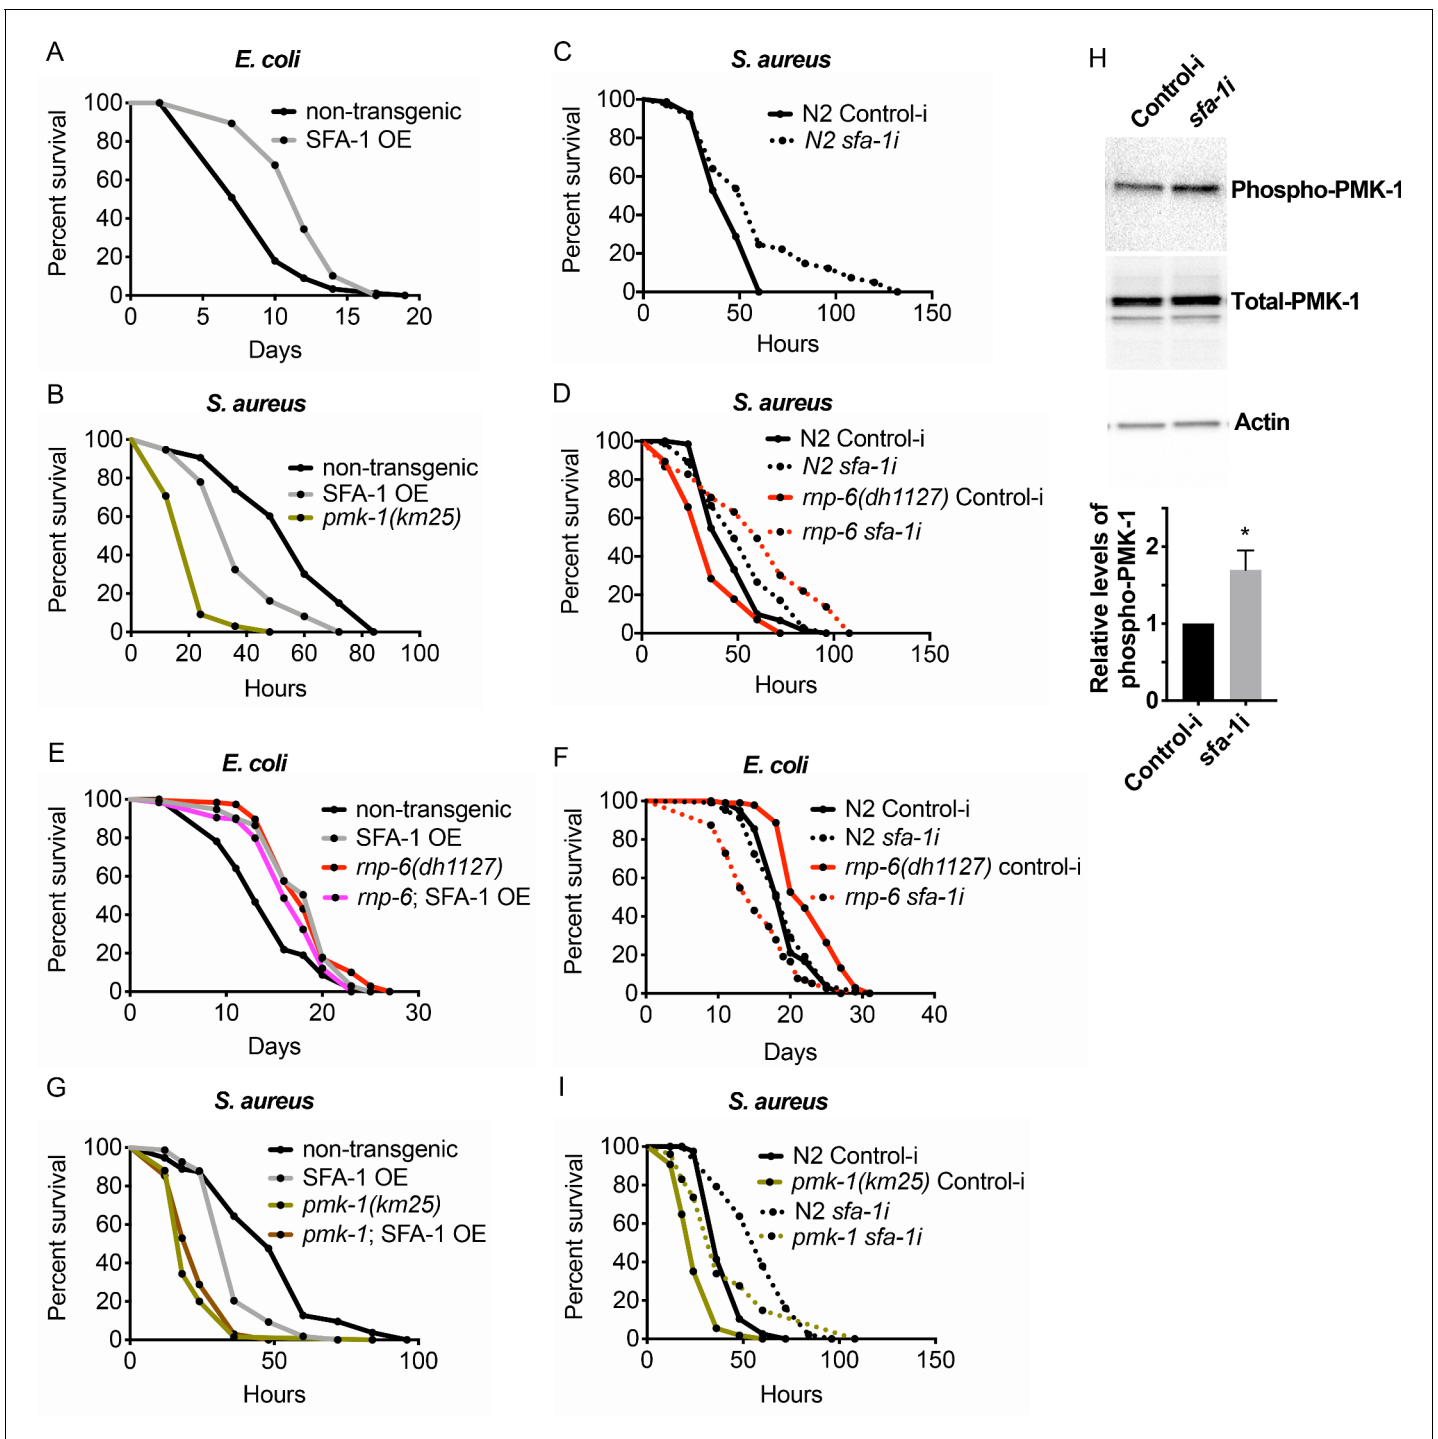 A
E. coli
100
80
60
40
20
0
Percent survival
non-transgenic
SFA-1 OE
0 5 10 15 20
Days
C
S. aureus
100
80
60
40
20
0
Percent survival
N2 Control-i
N2 sfa-1i
0 50 100 150
Hours
H
Control-i
sfa-1i
Phospho-PMK-1
Total-PMK-1
Actin
Relative levels of
phospho-PMK-1
2
1
0
*
Control-i
sfa-1i
B
S. aureus
100
80
60
40
20
0
Percent survival
non-transgenic
SFA-1 OE
pmk-1(km25)
0 20 40 60 80 100
Hours
D
S. aureus
100
80
60
40
20
0
Percent survival
N2 Control-i
N2 sfa-1i
rnp-6(dh1127) Control-i
rnp-6 sfa-1i
0 50 100 150
Hours
E
E. coli
100
80
60
40
20
0
Percent survival
non-transgenic
SFA-1 OE
rnp-6(dh1127)
rnp-6; SFA-1 OE
0 10 20 30
Days
F
E. coli
100
80
60
40
20
0
Percent survival
N2 Control-i
N2 sfa-1i
rnp-6(dh1127) control-i
rnp-6 sfa-1i
0 10 20 30 40
Days
G
S. aureus
100
80
60
40
20
0
Percent survival
non-transgenic
SFA-1 OE
pmk-1(km25)
pmk-1; SFA-1 OE
0 50 100
Hours
I
S. aureus
100
80
60
40
20
0
Percent survival
N2 Control-i
pmk-1(km25) Control-i
N2 sfa-1i
pmk-1 sfa-1i
0 50 100 150
Hours